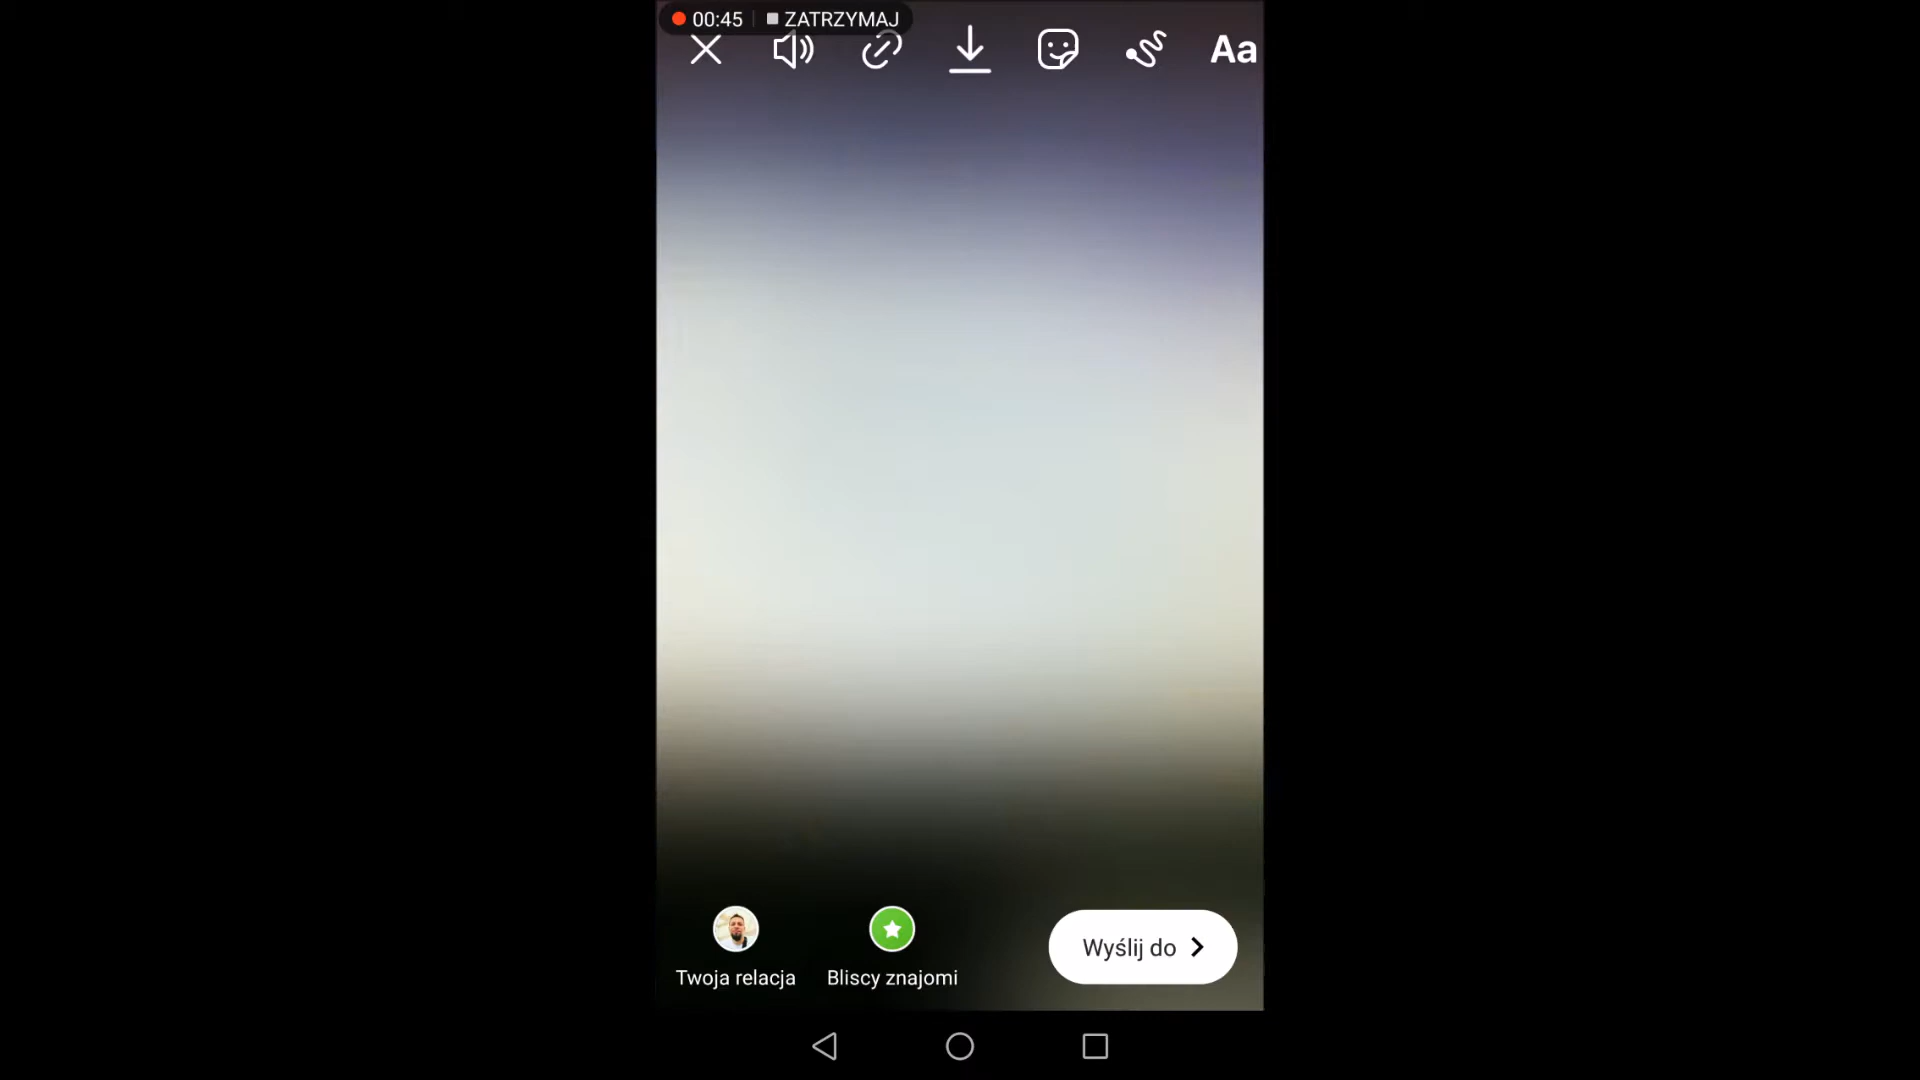 00:45 ZATRZYMAJ
Aa
Twoja relacja
Bliscy znajomi
Wyślij do